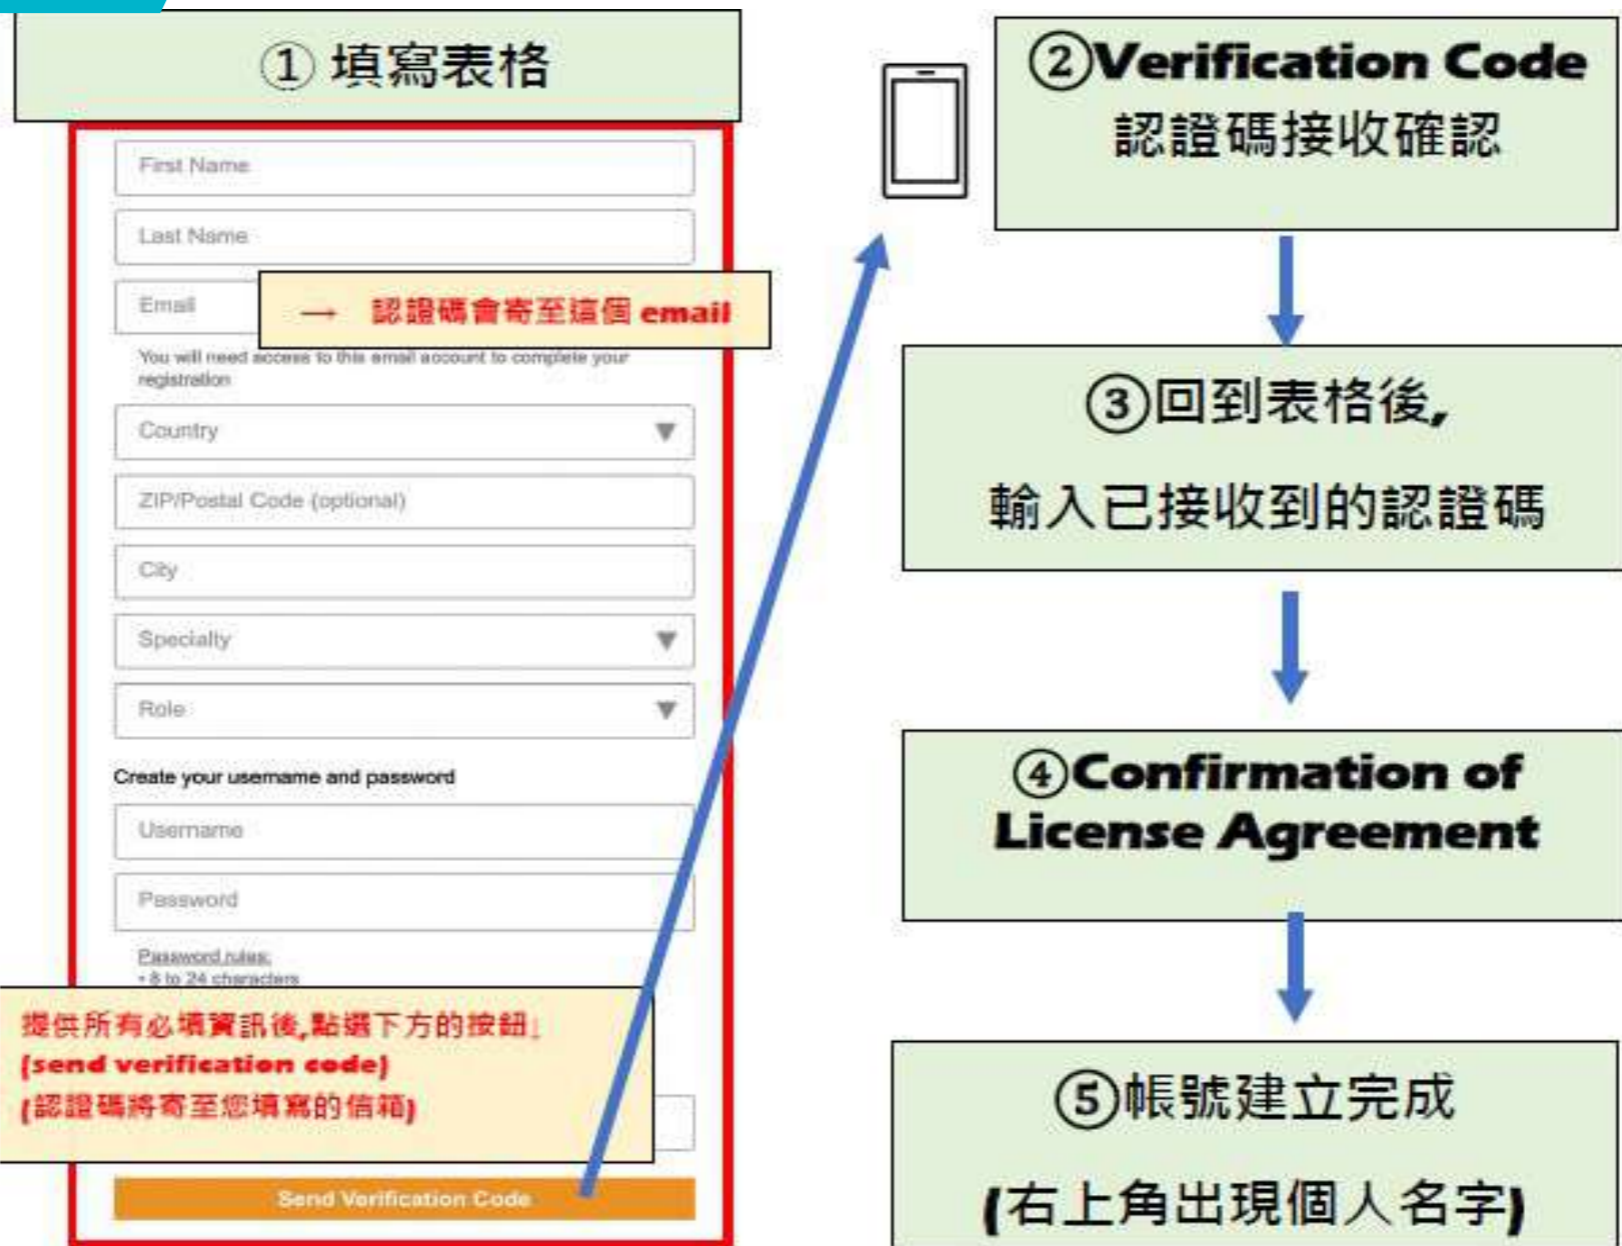 ① 填寫表格
First Name
Last Name
Email
→ 認證碼會寄至這個 email
You will need access to this email account to complete your
registration
Country
ZIP/Postal Code (optional)
City
Specialty
Role
Create your username and password
Username
Password
Password rules:
• 8 to 24 characters
提供所有必填資訊後,點選下方的按鈕↓
(send verification code)
(認證碼將寄至您填寫的信箱)
Send Verification Code
②Verification Code
認證碼接收確認
③回到表格後,
輸入已接收到的認證碼
④Confirmation of
License Agreement
⑤帳號建立完成
(右上角出現個人名字)